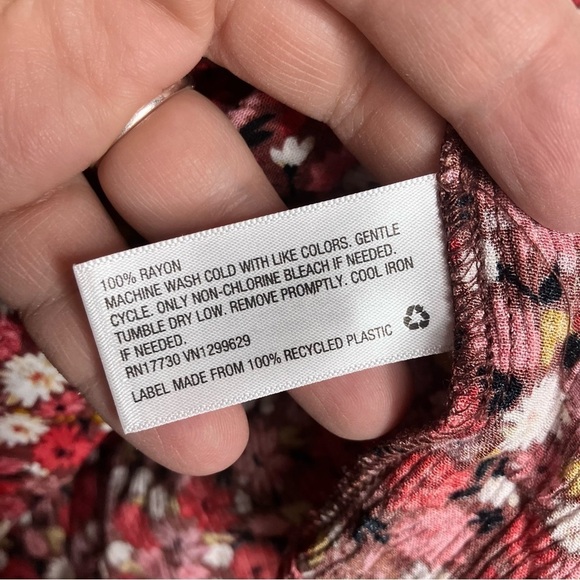 100% RAYON
MACHINE WASH COLD WITH LIKE COLORS. GENTLE
CYCLE. ONLY NON-CHLORINE BLEACH IF NEEDED.
TUMBLE DRY LOW. REMOVE PROMPTLY. COOL IRON
IF NEEDED.
RN17730 VN1299629
LABEL MADE FROM 100% RECYCLED PLASTIC